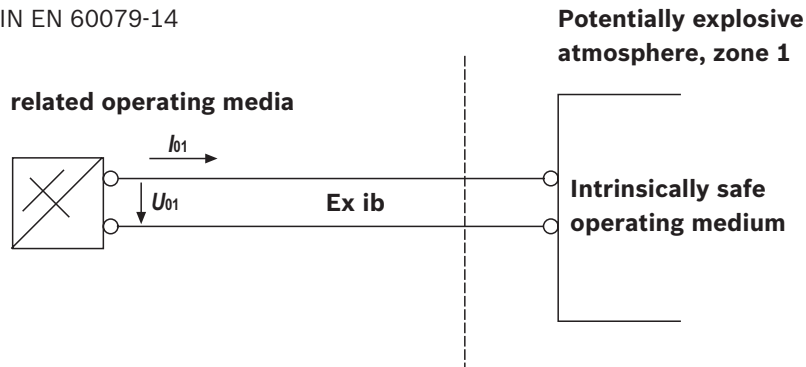 IN EN 60079-14
Potentially explosive
atmosphere, zone 1
related operating media
I01
U01
Ex ib
Intrinsically safe
operating medium